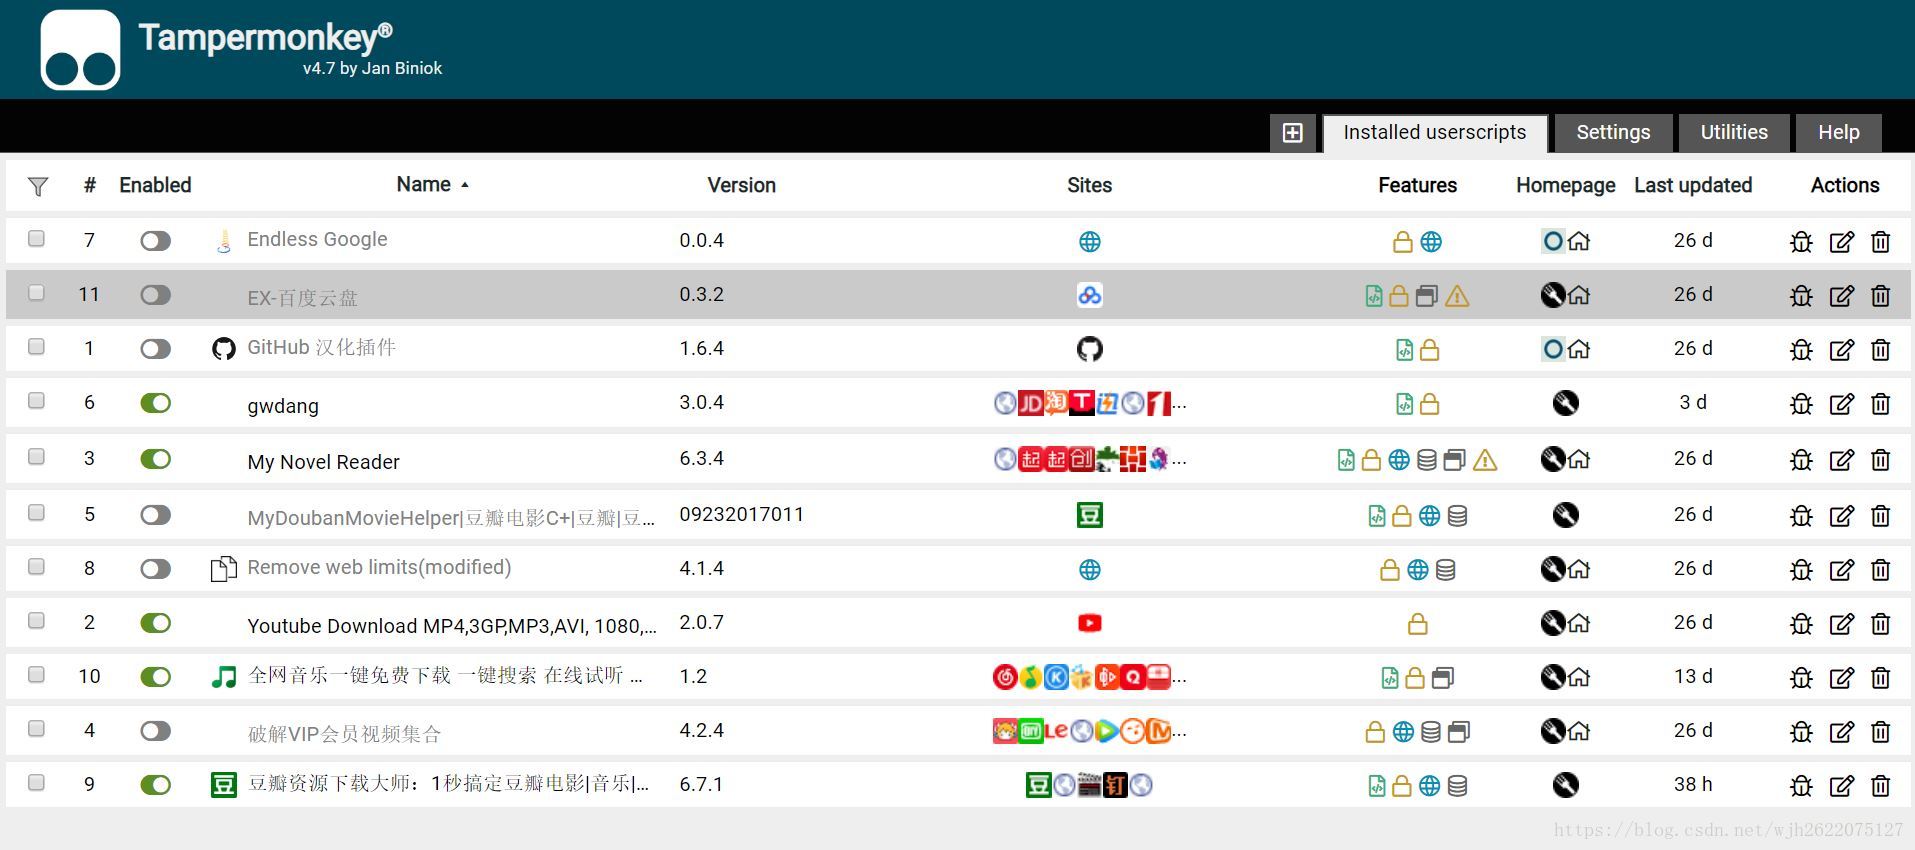 Tampermonkey®
v4.7 by Jan Biniok
Installed userscripts Settings Utilities Help
# Enabled Name Version Sites Features Homepage Last updated Actions
7 Endless Google 0.0.4 26 d
11 EX-百度云盘 0.3.2 26 d
1 GitHub 汉化插件 1.6.4 26 d
6 gwdang 3.0.4 JD 淘 T 1 ... 3 d
3 My Novel Reader 6.3.4 起 起 创 ... 26 d
5 MyDoubanMovieHelper|豆瓣电影C+|豆瓣|豆... 09232017011 豆 26 d
8 Remove web limits(modified) 4.1.4 26 d
2 Youtube Download MP4,3GP,MP3,AVI, 1080,... 2.0.7 26 d
10 全网音乐一键免费下载 一键搜索 在线试听 ... 1.2 K ... 13 d
4 破解VIP会员视频集合 4.2.4 Le ... 26 d
豆 9 豆瓣资源下载大师：1秒搞定豆瓣电影|音乐|... 6.7.1 豆 钉 38 h
https://blog.csdn.net/wjh2622075127